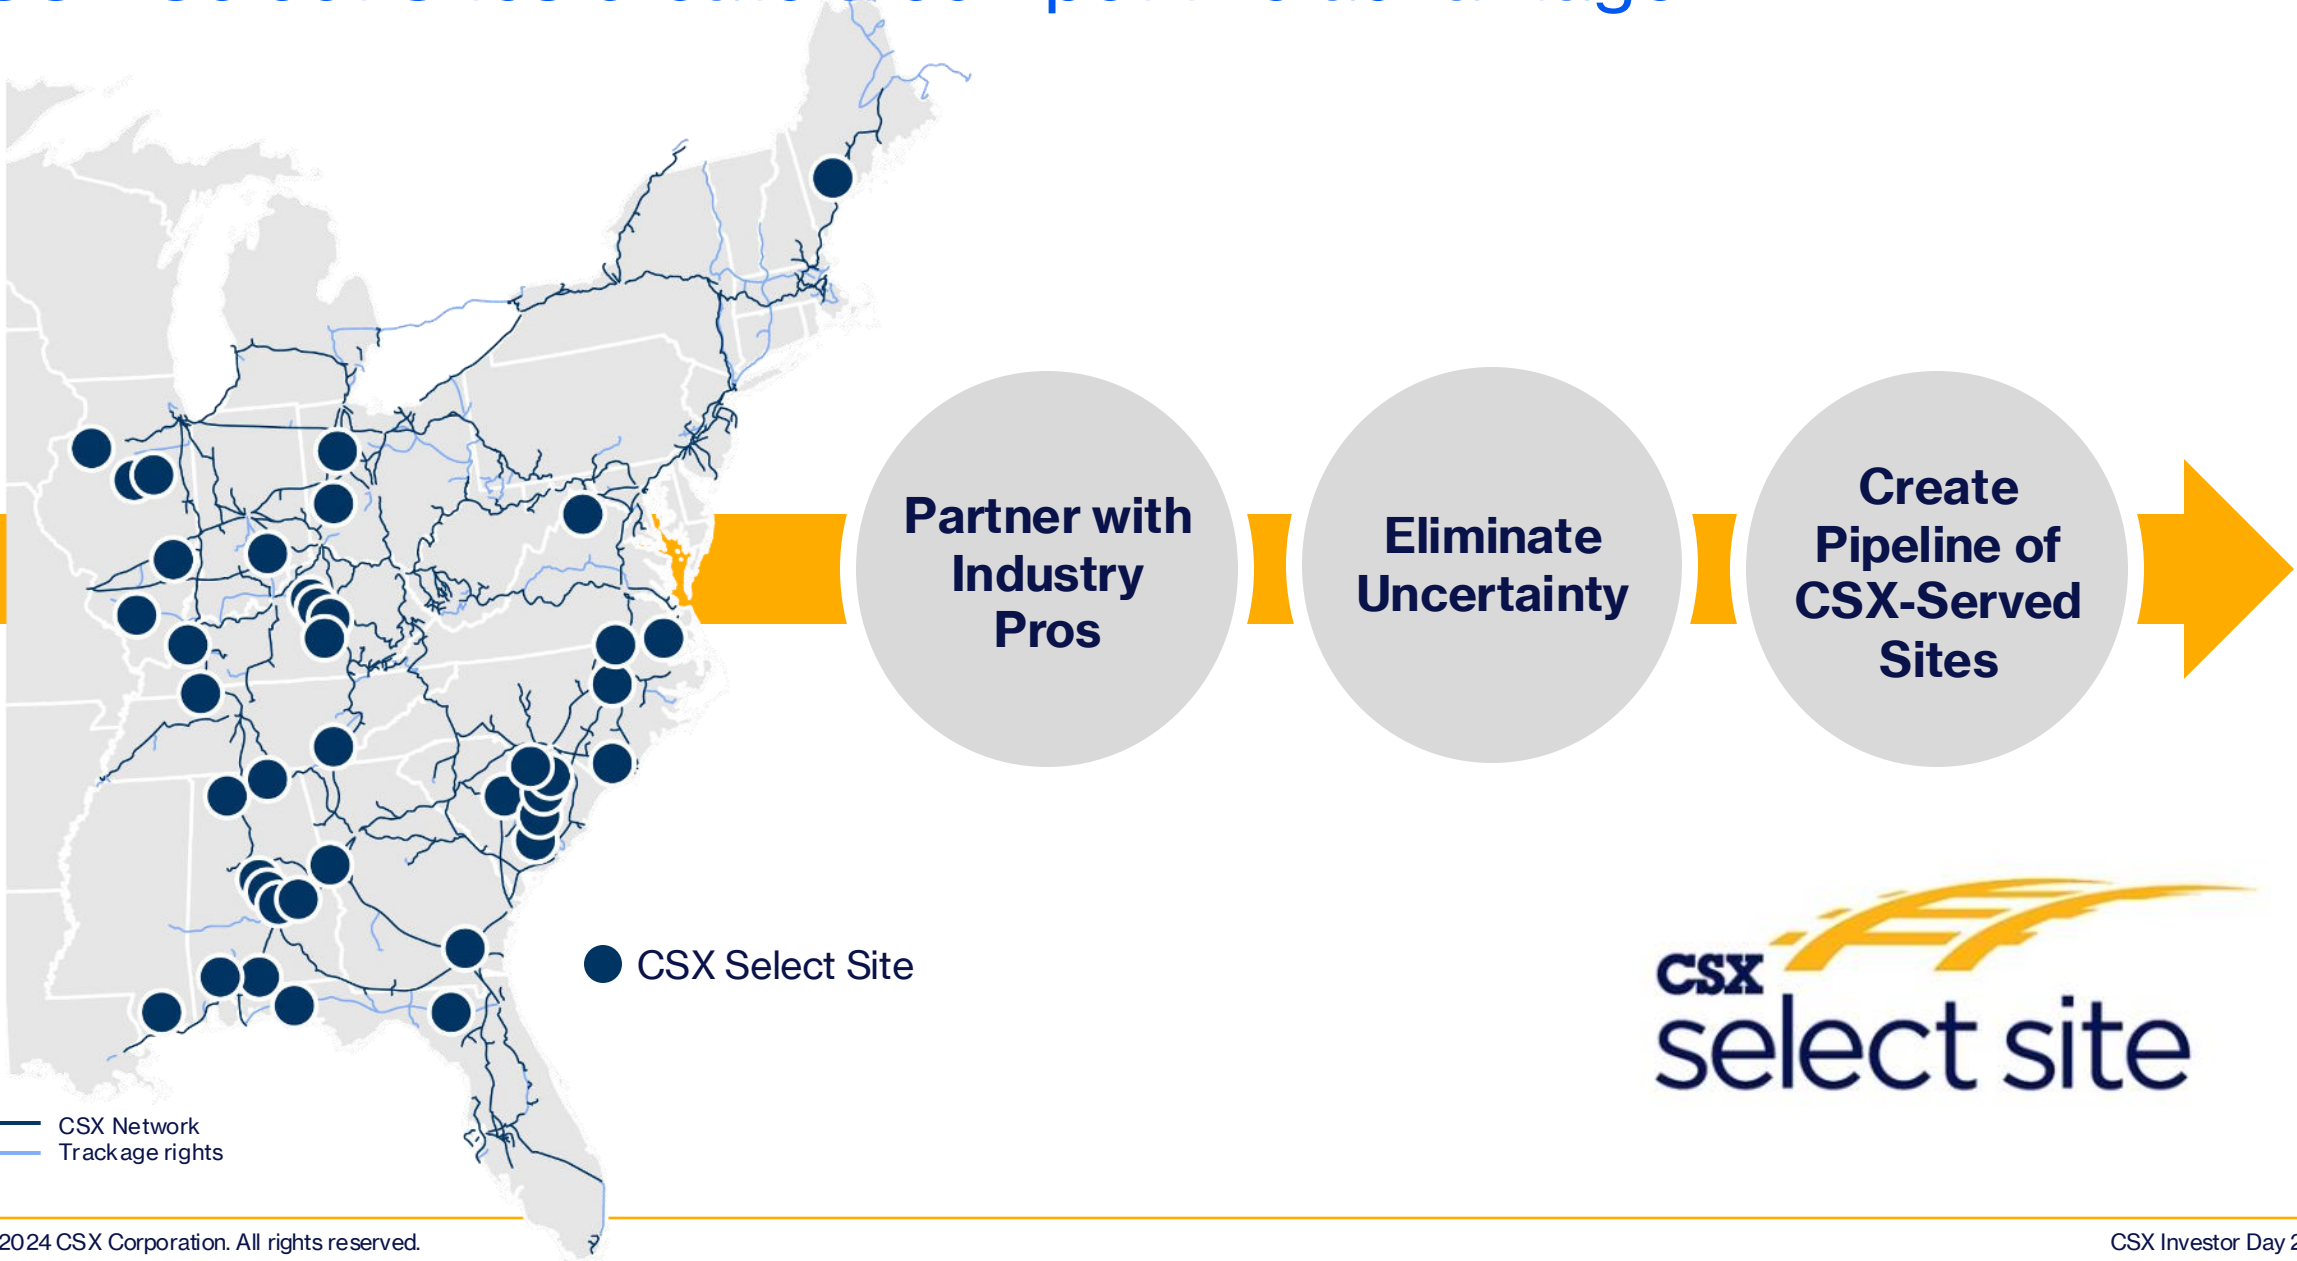 Partner with
Industry
Pros
Eliminate
Uncertainty
Create
Pipeline of
CSX-Served
Sites
CSX Select Site
CSX
select site
CSX Network
Trackage rights
2024 CSX Corporation. All rights reserved.
CSX Investor Day